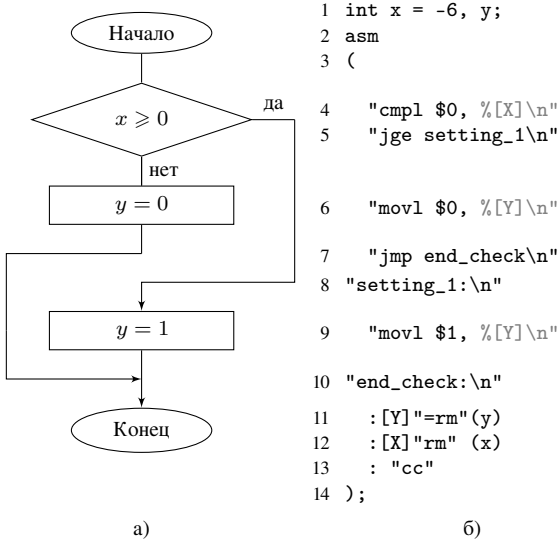 Начало
x ⩾ 0
да
нет
y = 0
y = 1
Конец
а)
1 int x = -6, y;
2 asm
3 (
4 "cmpl $0, %[X]\n"
5 "jge setting_1\n"
6 "movl $0, %[Y]\n"
7 "jmp end_check\n"
8 "setting_1:\n"
9 "movl $1, %[Y]\n"
10 "end_check:\n"
11 :[Y]"=rm"(y)
12 :[X]"rm" (x)
13 : "cc"
14 );
б)